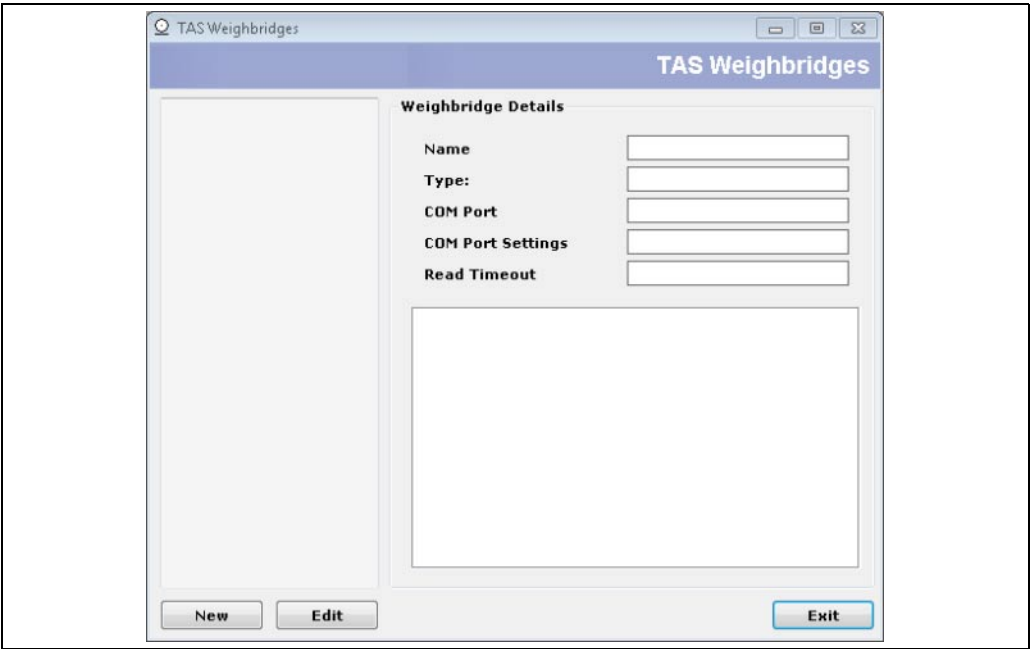 TAS Weighbridges
TAS Weighbridges
Weighbridge Details
Name
Type:
COM Port
COM Port Settings
Read Timeout
New
Edit
Exit